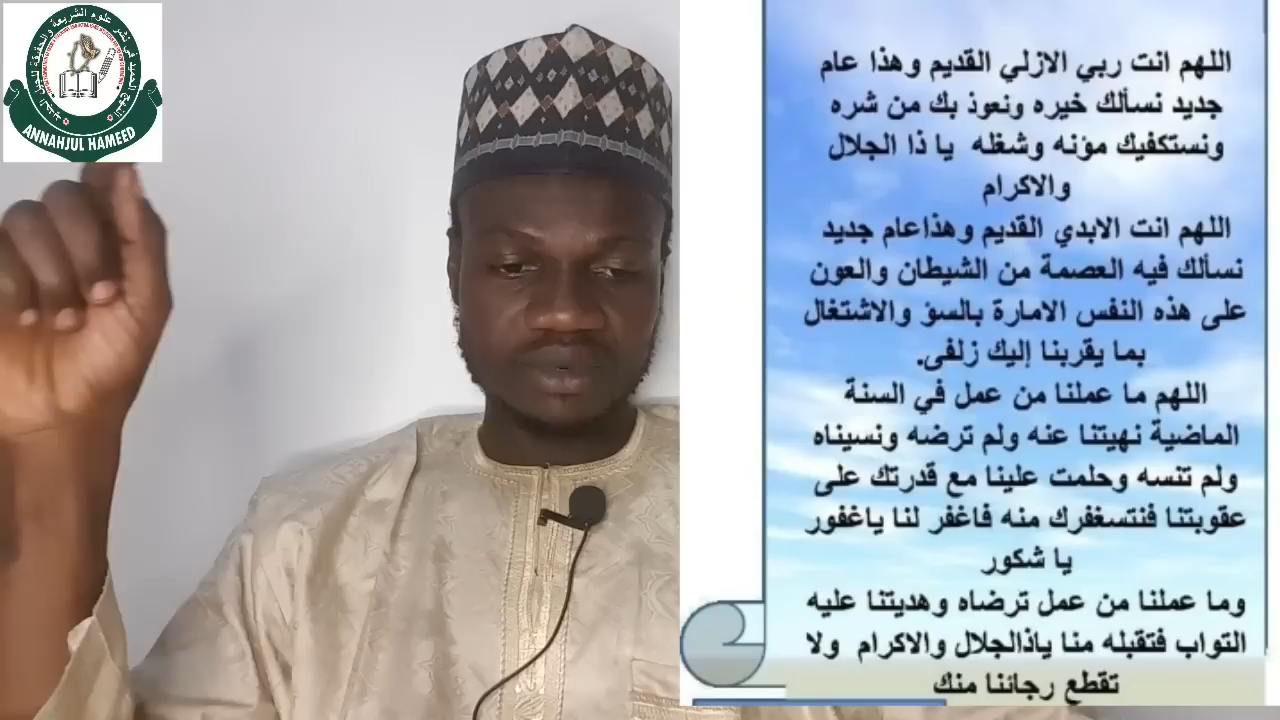 ANNAHJUL HAMEED
اللهم انت ربي الازلي القديم وهذا عام
جديد نسألك خيره ونعوذ بك من شره
ونستكفيك مؤنه وشغله يا ذا الجلال
والاكرام
اللهم انت الابدي القديم وهذاعام جديد
نسألك فيه العصمة من الشيطان والعون
على هذه النفس الامارة بالسؤ والاشتغال
بما يقربنا إليك زلفى.
اللهم ما عملنا من عمل في السنة
الماضية نهيتنا عنه ولم ترضه ونسيناه
ولم تنسه وحلمت علينا مع قدرتك على
عقوبتنا فنتسغفرك منه فاغفر لنا ياغفور
يا شكور
وما عملنا من عمل ترضاه وهديتنا عليه
التواب فتقبله منا ياذالجلال والاكرام ولا
تقطع رجائنا منك